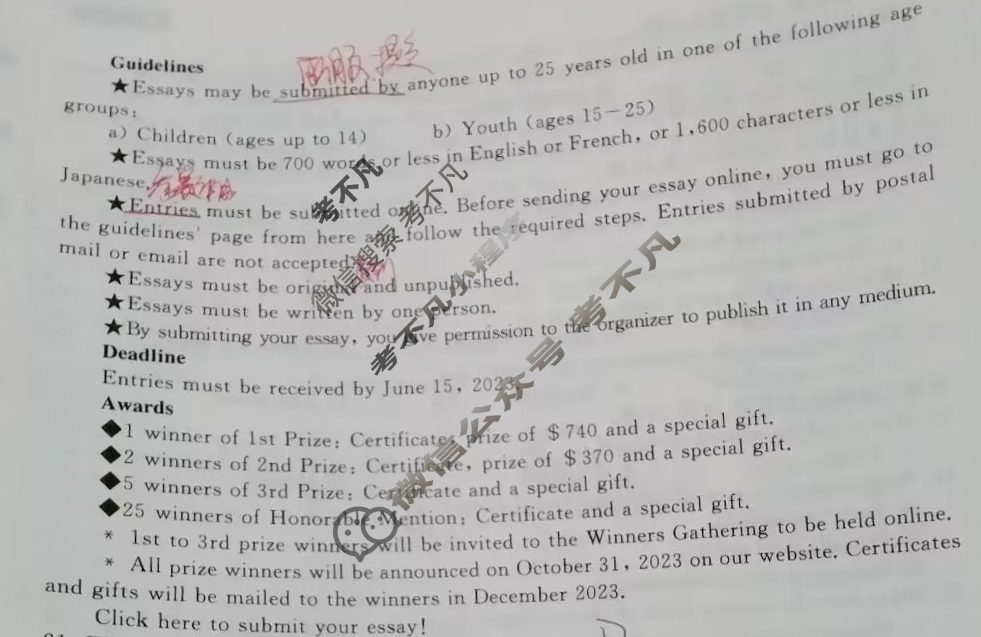 Guidelines
★Essays may be submitted by anyone up to 25 years old in one of the following age
groups:
a) Children (ages up to 14)    b) Youth (ages 15—25)
★Essays must be 700 words or less in English or French, or 1,600 characters or less in
Japanese.
★Entries must be submitted online. Before sending your essay online, you must go to
the guidelines' page from here and follow the required steps. Entries submitted by postal
mail or email are not accepted.
★Essays must be original and unpublished.
★Essays must be written by one person.
★By submitting your essay, you give permission to the organizer to publish it in any medium.
Deadline
Entries must be received by June 15, 2023.
Awards
◆1 winner of 1st Prize: Certificate, prize of $740 and a special gift.
◆2 winners of 2nd Prize: Certificate, prize of $370 and a special gift.
◆5 winners of 3rd Prize: Certificate and a special gift.
◆25 winners of Honorable Mention: Certificate and a special gift.
* 1st to 3rd prize winners will be invited to the Winners Gathering to be held online.
* All prize winners will be announced on October 31, 2023 on our website. Certificates
and gifts will be mailed to the winners in December 2023.
Click here to submit your essay!
考不凡
微信搜索 考不凡
考不凡小程序
微信公众号 考不凡